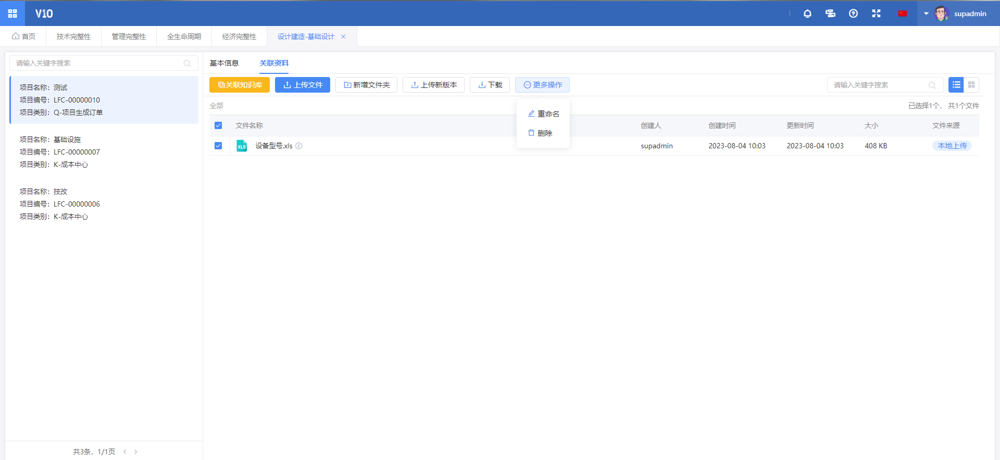 V10
supadmin
首页
技术完整性
管理完整性
全生命周期
经济完整性
设计建造-基础设计
请输入关键字搜索
项目名称：测试
项目编号：LFC-00000010
项目类别：Q-项目生成订单
项目名称：基础设施
项目编号：LFC-00000007
项目类别：K-成本中心
项目名称：技改
项目编号：LFC-00000006
项目类别：K-成本中心
共3条，1/1页
基本信息
关联资料
关联知识库
上传文件
新增文件夹
上传新版本
下载
更多操作
请输入关键字搜索
重命名
删除
全部
已选择1个， 共1个文件
文件名称 创建人 创建时间 更新时间 大小 文件来源
XLS 设备型号.xls supadmin 2023-08-04 10:03 2023-08-04 10:03 408 KB 本地上传